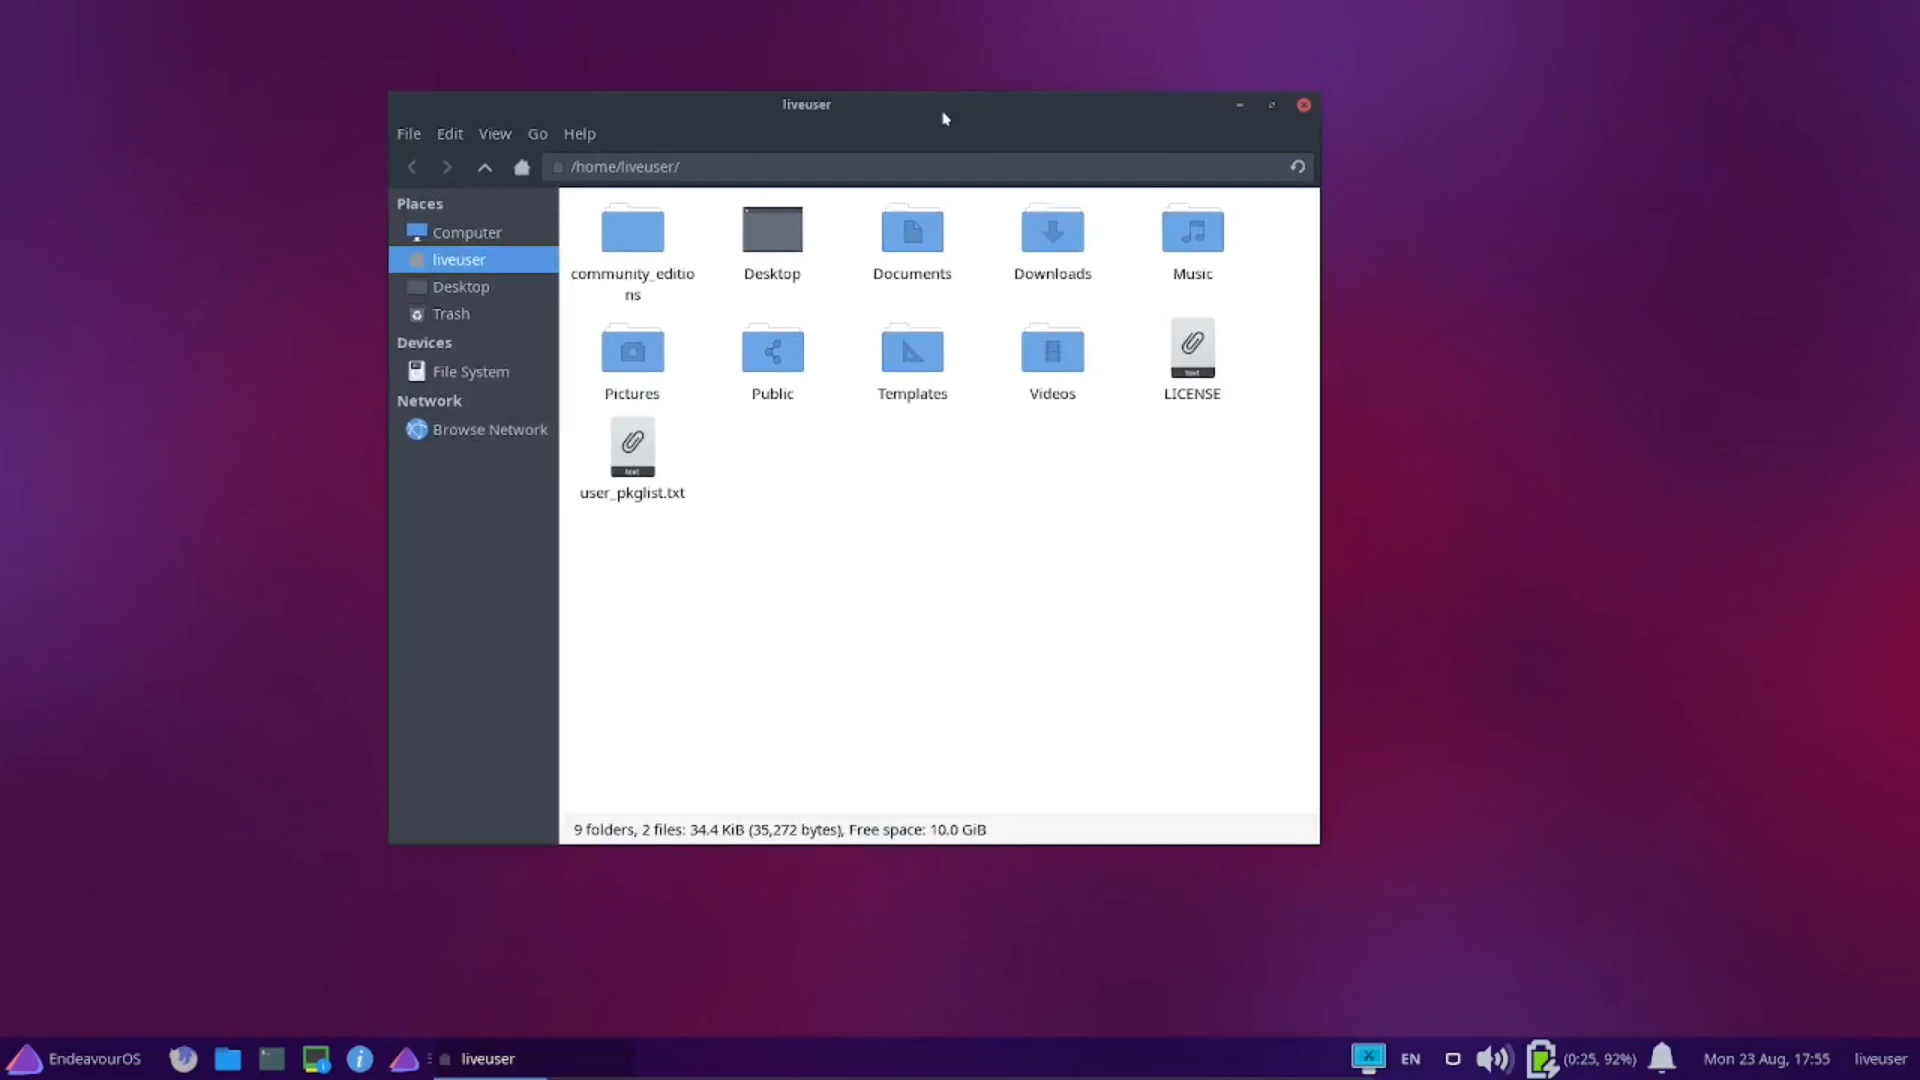 liveuser
File Edit View Go Help
/home/liveuser/
Places
Computer
liveuser
Desktop
Trash
Devices
File System
Network
Browse Network
community_editio
ns
Desktop
Documents
Downloads
Music
Pictures
Public
Templates
Videos
text
LICENSE
text
user_pkglist.txt
9 folders, 2 files: 34.4 KiB (35,272 bytes), Free space: 10.0 GiB
EndeavourOS
liveuser
EN
(0:25, 92%)
Mon 23 Aug, 17:55
liveuser